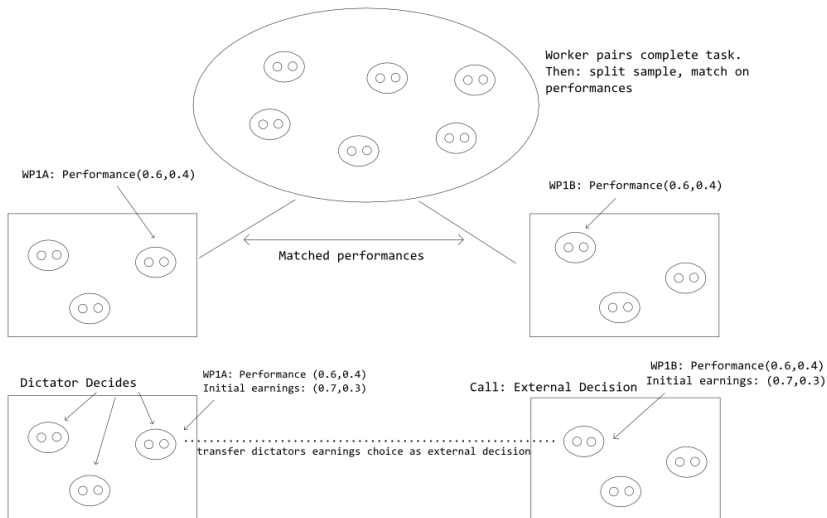 Worker pairs complete task.
Then: split sample, match on
performances
WP1A: Performance(0.6,0.4)
WP1B: Performance(0.6,0.4)
Matched performances
Dictator Decides
WP1A: Performance (0.6,0.4)
Initial earnings: (0.7,0.3)
Call: External Decision
WP1B: Performance(0.6,0.4)
Initial earnings: (0.7,0.3)
transfer dictators earnings choice as external decision